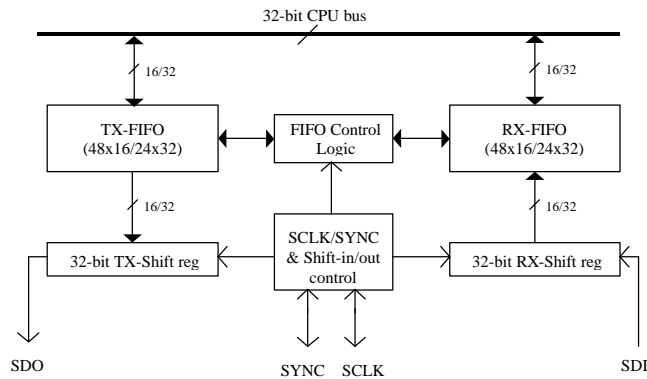 32-bit CPU bus
16/32
16/32
TX-FIFO
(48x16/24x32)
FIFO Control
Logic
RX-FIFO
(48x16/24x32)
16/32
16/32
SCLK/SYNC
& Shift-in/out
control
32-bit TX-Shift reg
32-bit RX-Shift reg
SDO
SYNC
SCLK
SDI